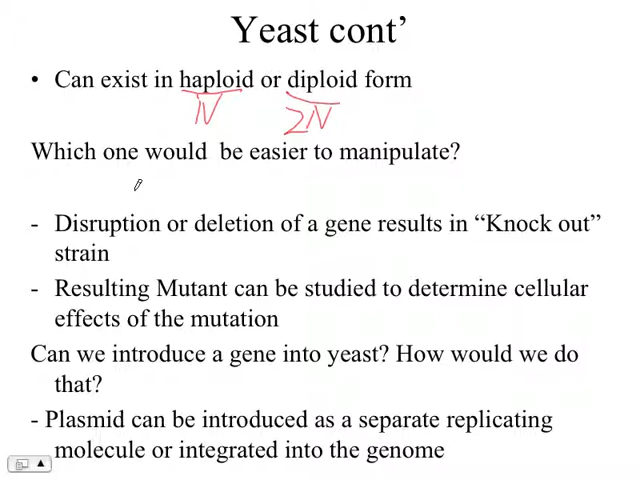 Yeast cont’
• Can exist in haploid or diploid form
N 2N
Which one would be easier to manipulate?
- Disruption or deletion of a gene results in “Knock out”
strain
- Resulting Mutant can be studied to determine cellular
effects of the mutation
Can we introduce a gene into yeast? How would we do
that?
- Plasmid can be introduced as a separate replicating
molecule or integrated into the genome